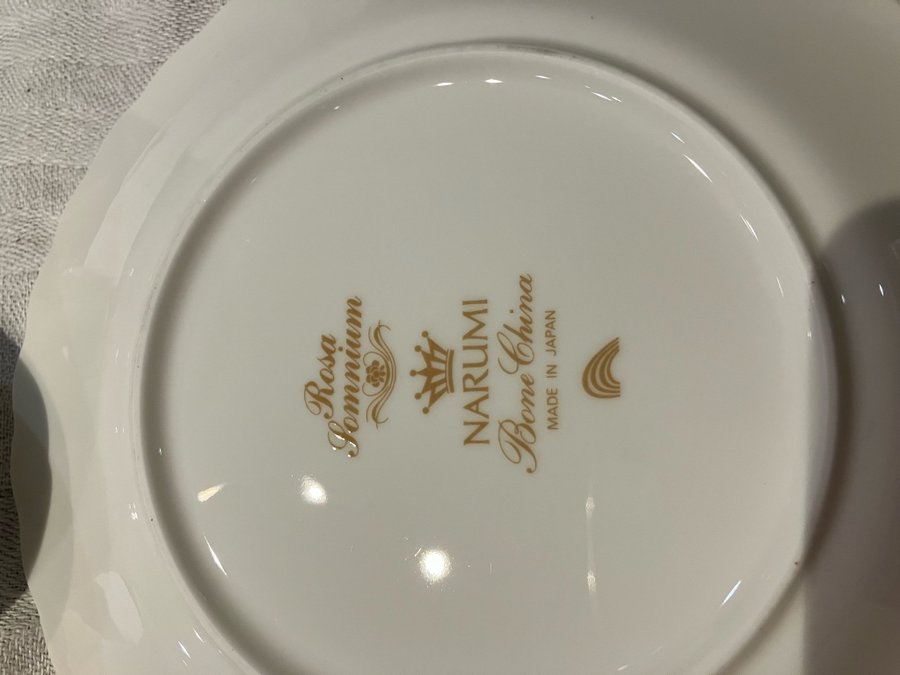 Rosa
Somnium
NARUMI
Bone China
MADE IN JAPAN